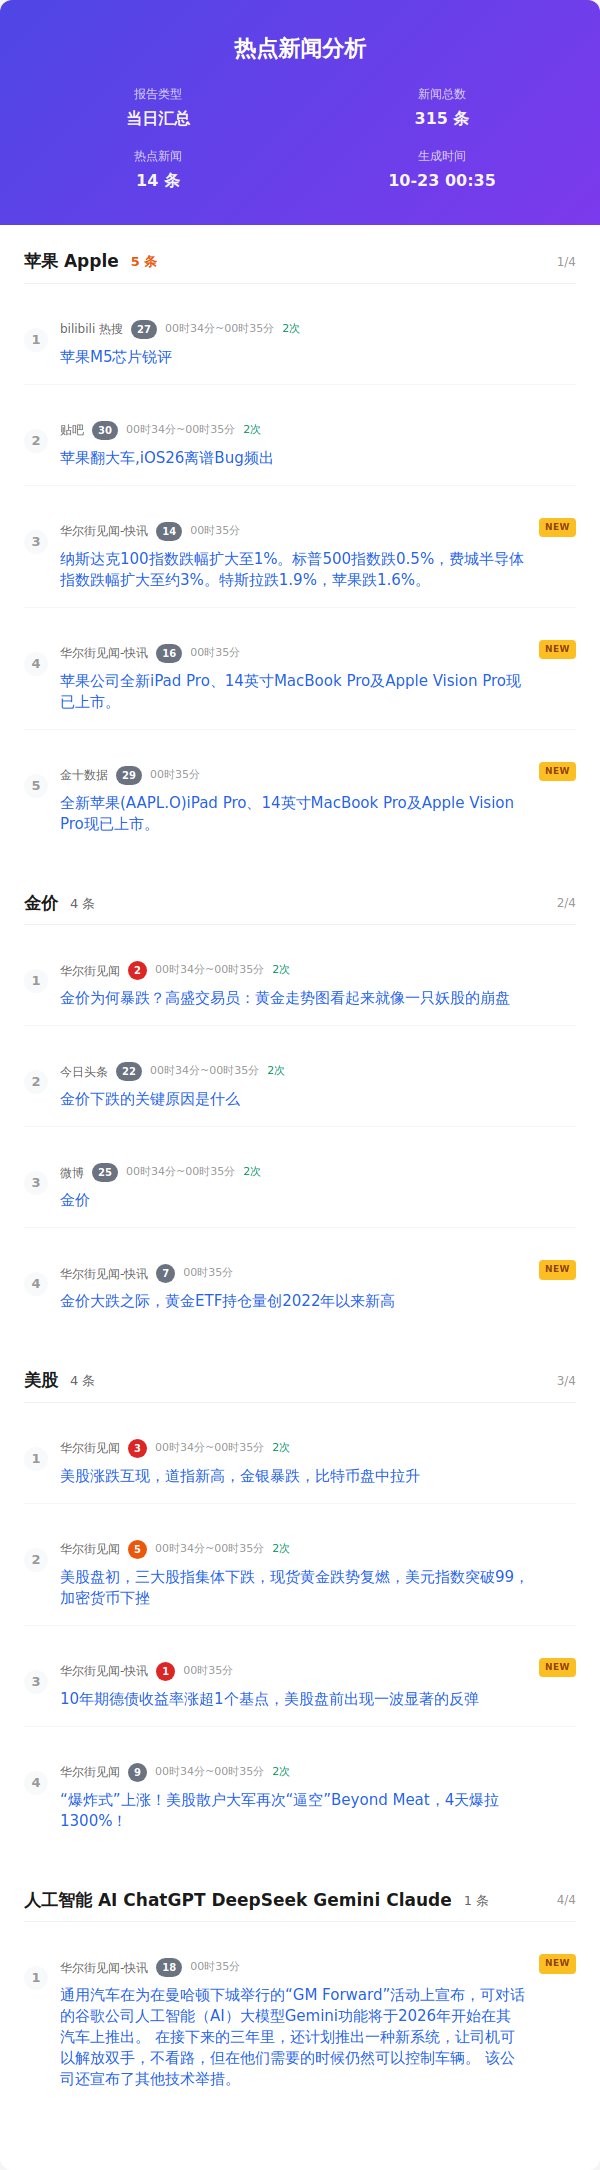 热点新闻分析
报告类型
当日汇总
新闻总数
315 条
热点新闻
14 条
生成时间
10-23 00:35
苹果 Apple 5 条 1/4
1
bilibili 热搜 27 00时34分~00时35分 2次
苹果M5芯片锐评
2
贴吧 30 00时34分~00时35分 2次
苹果翻大车,iOS26离谱Bug频出
3
华尔街见闻-快讯 14 00时35分 NEW
纳斯达克100指数跌幅扩大至1%。标普500指数跌0.5%，费城半导体
指数跌幅扩大至约3%。特斯拉跌1.9%，苹果跌1.6%。
4
华尔街见闻-快讯 16 00时35分 NEW
苹果公司全新iPad Pro、14英寸MacBook Pro及Apple Vision Pro现
已上市。
5
金十数据 29 00时35分 NEW
全新苹果(AAPL.O)iPad Pro、14英寸MacBook Pro及Apple Vision
Pro现已上市。
金价 4 条 2/4
1
华尔街见闻 2 00时34分~00时35分 2次
金价为何暴跌？高盛交易员：黄金走势图看起来就像一只妖股的崩盘
2
今日头条 22 00时34分~00时35分 2次
金价下跌的关键原因是什么
3
微博 25 00时34分~00时35分 2次
金价
4
华尔街见闻-快讯 7 00时35分 NEW
金价大跌之际，黄金ETF持仓量创2022年以来新高
美股 4 条 3/4
1
华尔街见闻 3 00时34分~00时35分 2次
美股涨跌互现，道指新高，金银暴跌，比特币盘中拉升
2
华尔街见闻 5 00时34分~00时35分 2次
美股盘初，三大股指集体下跌，现货黄金跌势复燃，美元指数突破99，
加密货币下挫
3
华尔街见闻-快讯 1 00时35分 NEW
10年期德债收益率涨超1个基点，美股盘前出现一波显著的反弹
4
华尔街见闻 9 00时34分~00时35分 2次
“爆炸式”上涨！美股散户大军再次“逼空”Beyond Meat，4天爆拉
1300%！
人工智能 AI ChatGPT DeepSeek Gemini Claude 1 条 4/4
1
华尔街见闻-快讯 18 00时35分 NEW
通用汽车在为在曼哈顿下城举行的“GM Forward”活动上宣布，可对话
的谷歌公司人工智能（AI）大模型Gemini功能将于2026年开始在其
汽车上推出。 在接下来的三年里，还计划推出一种新系统，让司机可
以解放双手，不看路，但在他们需要的时候仍然可以控制车辆。 该公
司还宣布了其他技术举措。